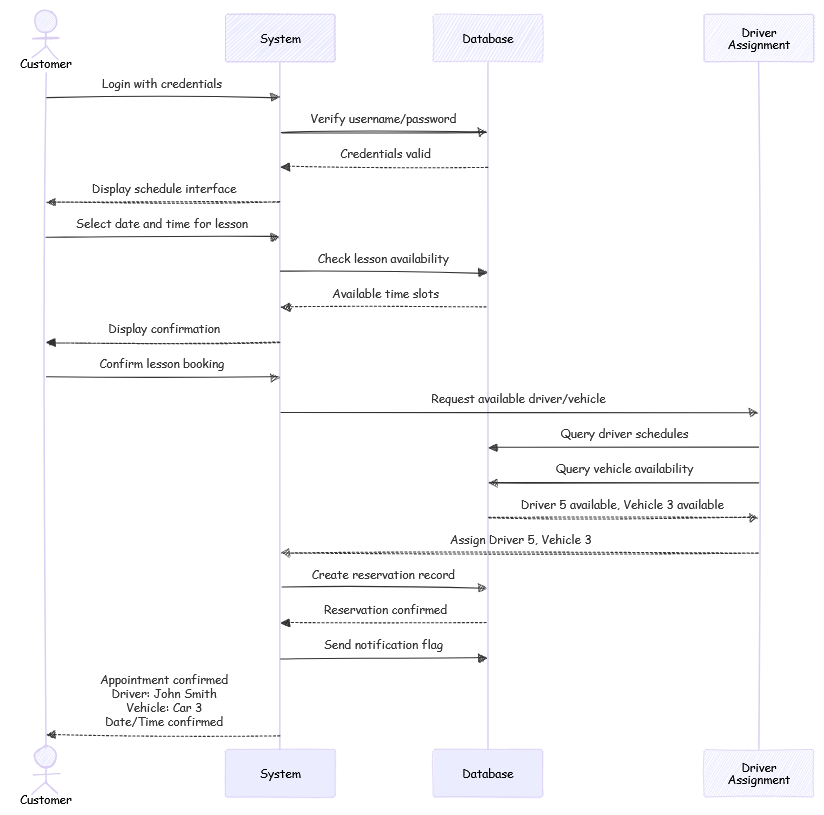 Customer
System
Database
Driver
Assignment
Login with credentials
Verify username/password
Credentials valid
Display schedule interface
Select date and time for lesson
Check lesson availability
Available time slots
Display confirmation
Confirm lesson booking
Request available driver/vehicle
Query driver schedules
Query vehicle availability
Driver 5 available, Vehicle 3 available
Assign Driver 5, Vehicle 3
Create reservation record
Reservation confirmed
Send notification flag
Appointment confirmed
Driver: John Smith
Vehicle: Car 3
Date/Time confirmed
Customer
System
Database
Driver
Assignment